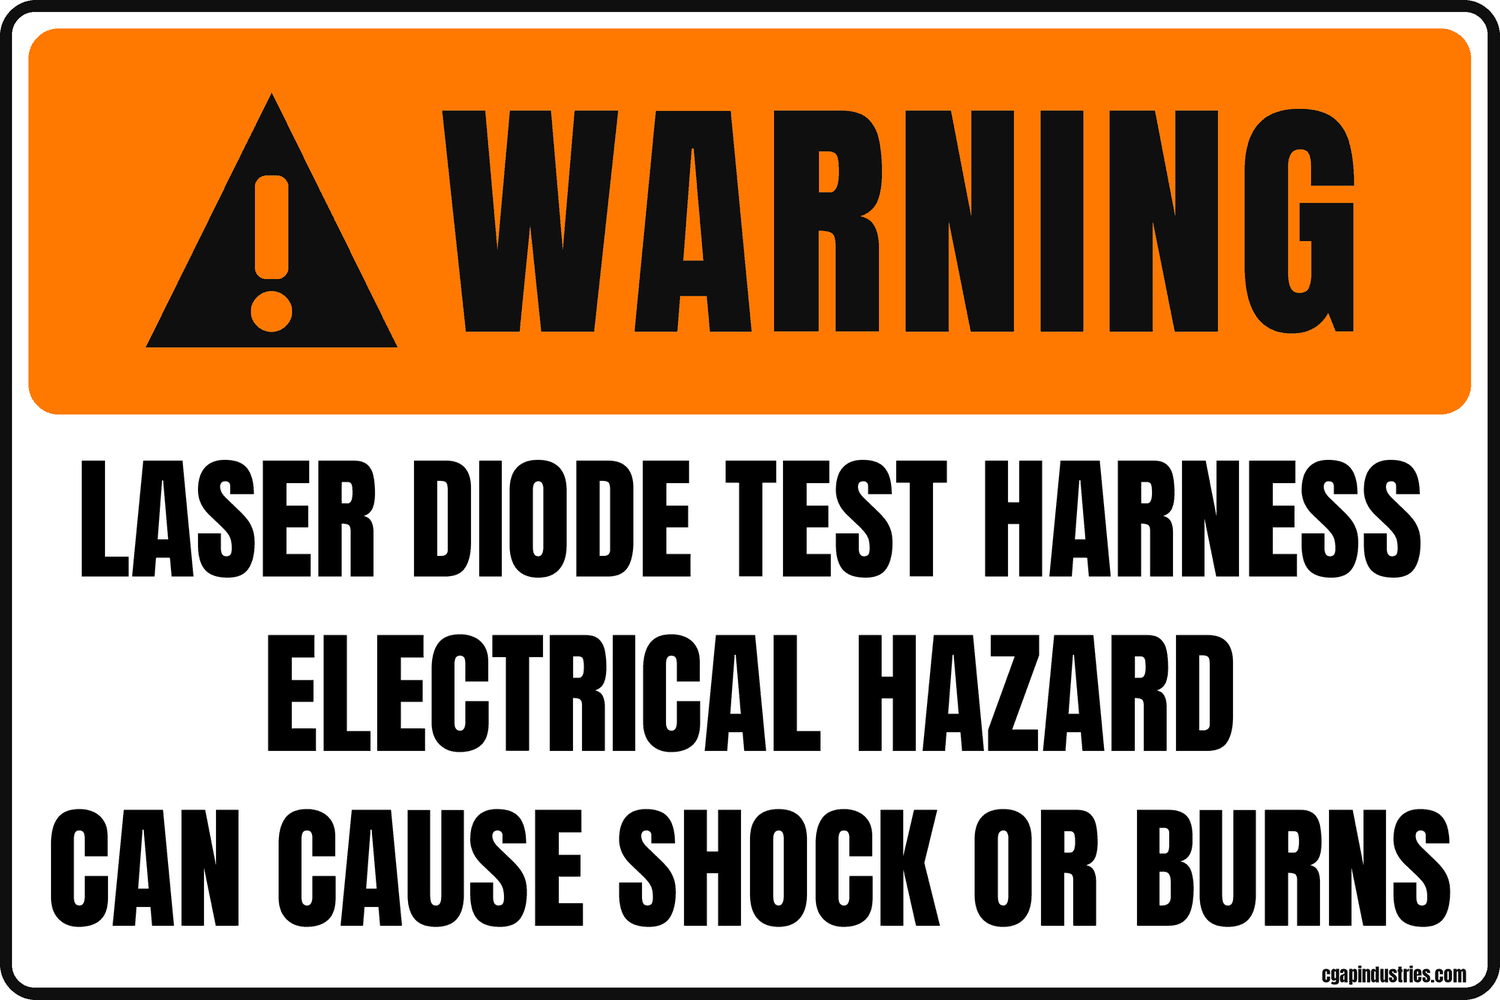 WARNING
LASER DIODE TEST HARNESS
ELECTRICAL HAZARD
CAN CAUSE SHOCK OR BURNS
cgapindustries.com